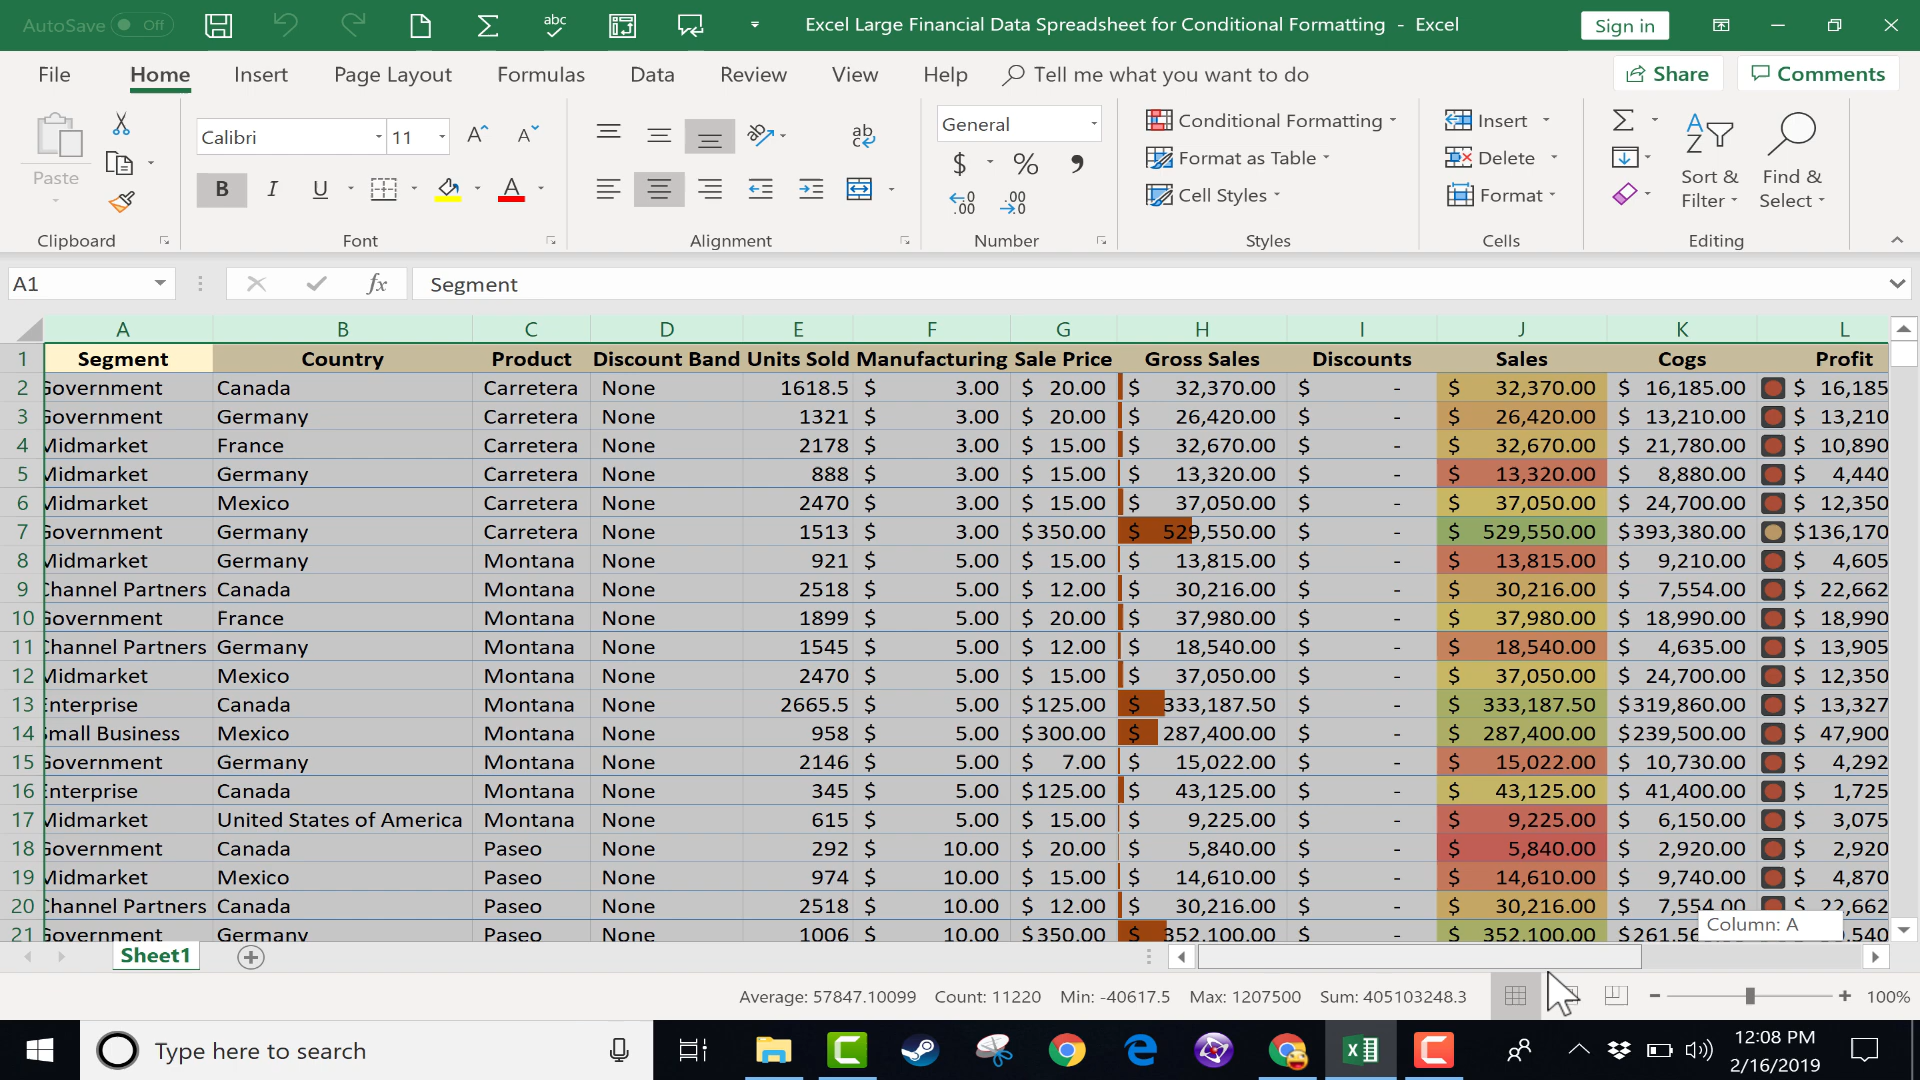 AutoSave Off Excel Large Financial Data Spreadsheet for Conditional Formatting - Excel Sign in
File Home Insert Page Layout Formulas Data Review View Help Tell me what you want to do Share Comments
Paste
Clipboard
Calibri 11
B I U A
Font
ab
Alignment
General
$ % ,
Number
Conditional Formatting
Format as Table
Cell Styles
Styles
Insert
Delete
Format
Cells
Sort & Filter
Find & Select
Editing
A1 fx Segment
A B C D E F G H I J K L
1 Segment Country Product Discount Band Units Sold Manufacturing Sale Price Gross Sales Discounts Sales Cogs Profit
2 Government Canada Carretera None 1618.5 $ 3.00 $ 20.00 $ 32,370.00 $ - $ 32,370.00 $ 16,185.00 $ 16,185
3 Government Germany Carretera None 1321 $ 3.00 $ 20.00 $ 26,420.00 $ - $ 26,420.00 $ 13,210.00 $ 13,210
4 Midmarket France Carretera None 2178 $ 3.00 $ 15.00 $ 32,670.00 $ - $ 32,670.00 $ 21,780.00 $ 10,890
5 Midmarket Germany Carretera None 888 $ 3.00 $ 15.00 $ 13,320.00 $ - $ 13,320.00 $ 8,880.00 $ 4,440
6 Midmarket Mexico Carretera None 2470 $ 3.00 $ 15.00 $ 37,050.00 $ - $ 37,050.00 $ 24,700.00 $ 12,350
7 Government Germany Carretera None 1513 $ 3.00 $350.00 $ 529,550.00 $ - $ 529,550.00 $393,380.00 $136,170
8 Midmarket Germany Montana None 921 $ 5.00 $ 15.00 $ 13,815.00 $ - $ 13,815.00 $ 9,210.00 $ 4,605
9 Channel Partners Canada Montana None 2518 $ 5.00 $ 12.00 $ 30,216.00 $ - $ 30,216.00 $ 7,554.00 $ 22,662
10 Government France Montana None 1899 $ 5.00 $ 20.00 $ 37,980.00 $ - $ 37,980.00 $ 18,990.00 $ 18,990
11 Channel Partners Germany Montana None 1545 $ 5.00 $ 12.00 $ 18,540.00 $ - $ 18,540.00 $ 4,635.00 $ 13,905
12 Midmarket Mexico Montana None 2470 $ 5.00 $ 15.00 $ 37,050.00 $ - $ 37,050.00 $ 24,700.00 $ 12,350
13 Enterprise Canada Montana None 2665.5 $ 5.00 $125.00 $ 333,187.50 $ - $ 333,187.50 $319,860.00 $ 13,327
14 Small Business Mexico Montana None 958 $ 5.00 $300.00 $ 287,400.00 $ - $ 287,400.00 $239,500.00 $ 47,900
15 Government Germany Montana None 2146 $ 5.00 $ 7.00 $ 15,022.00 $ - $ 15,022.00 $ 10,730.00 $ 4,292
16 Enterprise Canada Montana None 345 $ 5.00 $125.00 $ 43,125.00 $ - $ 43,125.00 $ 41,400.00 $ 1,725
17 Midmarket United States of America Montana None 615 $ 5.00 $ 15.00 $ 9,225.00 $ - $ 9,225.00 $ 6,150.00 $ 3,075
18 Government Canada Paseo None 292 $ 10.00 $ 20.00 $ 5,840.00 $ - $ 5,840.00 $ 2,920.00 $ 2,920
19 Midmarket Mexico Paseo None 974 $ 10.00 $ 15.00 $ 14,610.00 $ - $ 14,610.00 $ 9,740.00 $ 4,870
20 Channel Partners Canada Paseo None 2518 $ 10.00 $ 12.00 $ 30,216.00 $ - $ 30,216.00 $ 7,554.00 $ 22,662
21 Government Germany Paseo None 1006 $ 10.00 $350.00 $ 352,100.00 $ - $ 352,100.00
Column: A
Sheet1
Average: 57847.10099 Count: 11220 Min: -40617.5 Max: 1207500 Sum: 405103248.3 100%
Type here to search 12:08 PM
2/16/2019